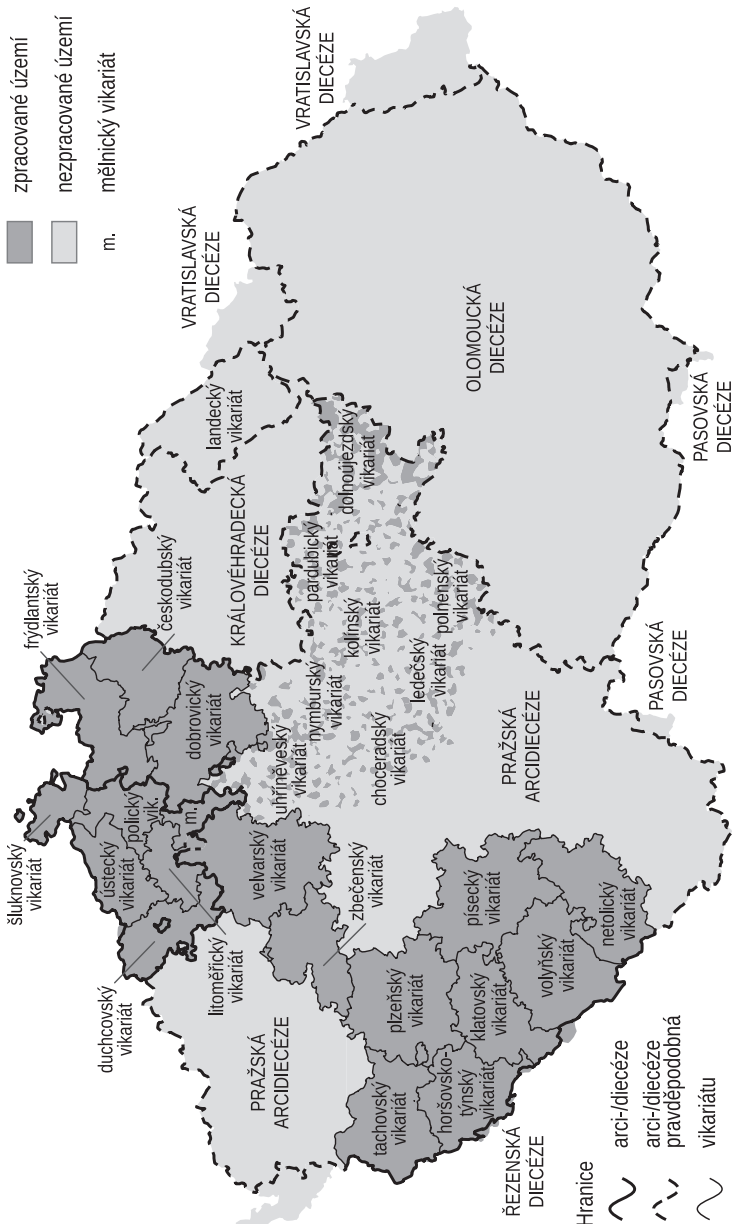 zpracované území
nezpracované území
m.
mělnický vikariát
VRATISLAVSKÁ
DIECÉZE
VRATISLAVSKÁ
DIECÉZE
OLOMOUCKÁ
DIECÉZE
PASOVSKÁ
DIECÉZE
landecký
vikariát
dolnoujezdský
vikariát
KRÁLOVÉHRADECKÁ
DIECÉZE
pardubický
vikariát
kolínský
vikariát
polnenský
vikariát
ledečský
vikariát
nymburský
vikariát
uhříněveský
vikariát
choceradský
vikariát
PRAŽSKÁ
ARCIDIECÉZE
PASOVSKÁ
DIECÉZE
frýdlantský
vikariát
českodubský
vikariát
dobrovický
vikariát
šluknovský
vikariát
polický
vik.
m.
ústecký
vikariát
duchcovský
vikariát
litoměřický
vikariát
velvarský
vikariát
zbečenský
vikariát
PRAŽSKÁ
ARCIDIECÉZE
písecký
vikariát
netolický
vikariát
volyňský
vikariát
plzeňský
vikariát
klatovský
vikariát
tachovský
vikariát
horšovsko-
týnský
vikariát
ŘEZENSKÁ
DIECÉZE
Hranice
arci-/diecéze
arci-/diecéze
pravděpodobná
vikariátu